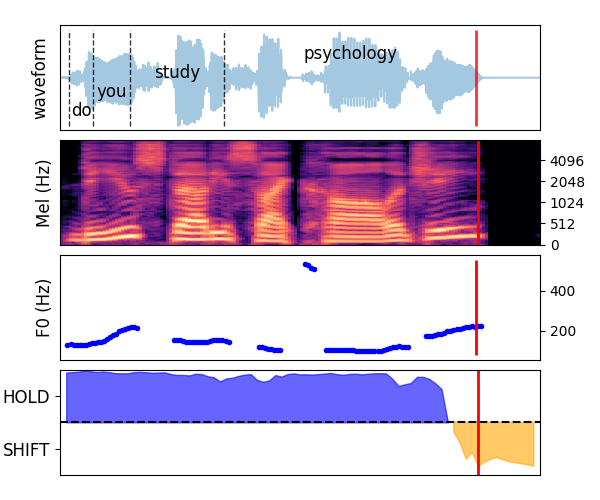 waveform
do
you
study
psychology
Mel (Hz)
4096
2048
1024
512
0
F0 (Hz)
400
200
HOLD
SHIFT